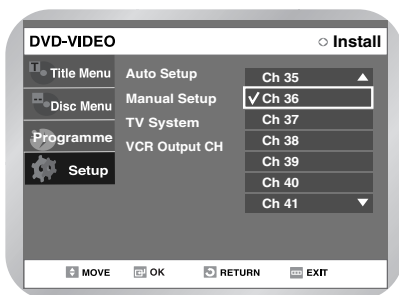 DVD-VIDEO
Install
Title Menu
Disc Menu
Programme
Setup
Auto Setup
Manual Setup
TV System
VCR Output CH
Ch 35
Ch 36
Ch 37
Ch 38
Ch 39
Ch 40
Ch 41
MOVE OK RETURN EXIT